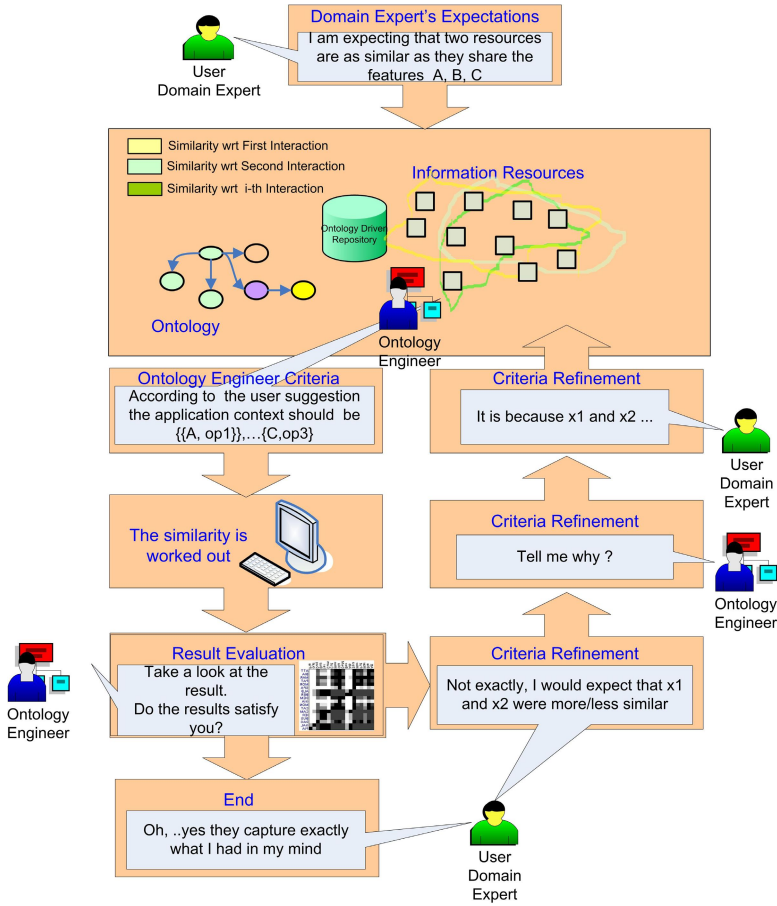 Domain Expert's Expectations
I am expecting that two resources
are as similar as they share the
features A, B, C
User
Domain Expert
Similarity wrt First Interaction
Similarity wrt Second Interaction
Similarity wrt i-th Interaction
Information Resources
Ontology Driven
Repository
Ontology
Ontology
Engineer
Ontology Engineer Criteria
According to the user suggestion
the application context should be
{{A, op1}},...{C,op3}
Criteria Refinement
It is because x1 and x2 ...
User
Domain
Expert
The similarity is
worked out
Criteria Refinement
Tell me why ?
Ontology
Engineer
Result Evaluation
Take a look at the
result.
Do the results satisfy
you?
Ontology
Engineer
Criteria Refinement
Not exactly, I would expect that x1
and x2 were more/less similar
End
Oh, ..yes they capture exactly
what I had in my mind
User
Domain
Expert